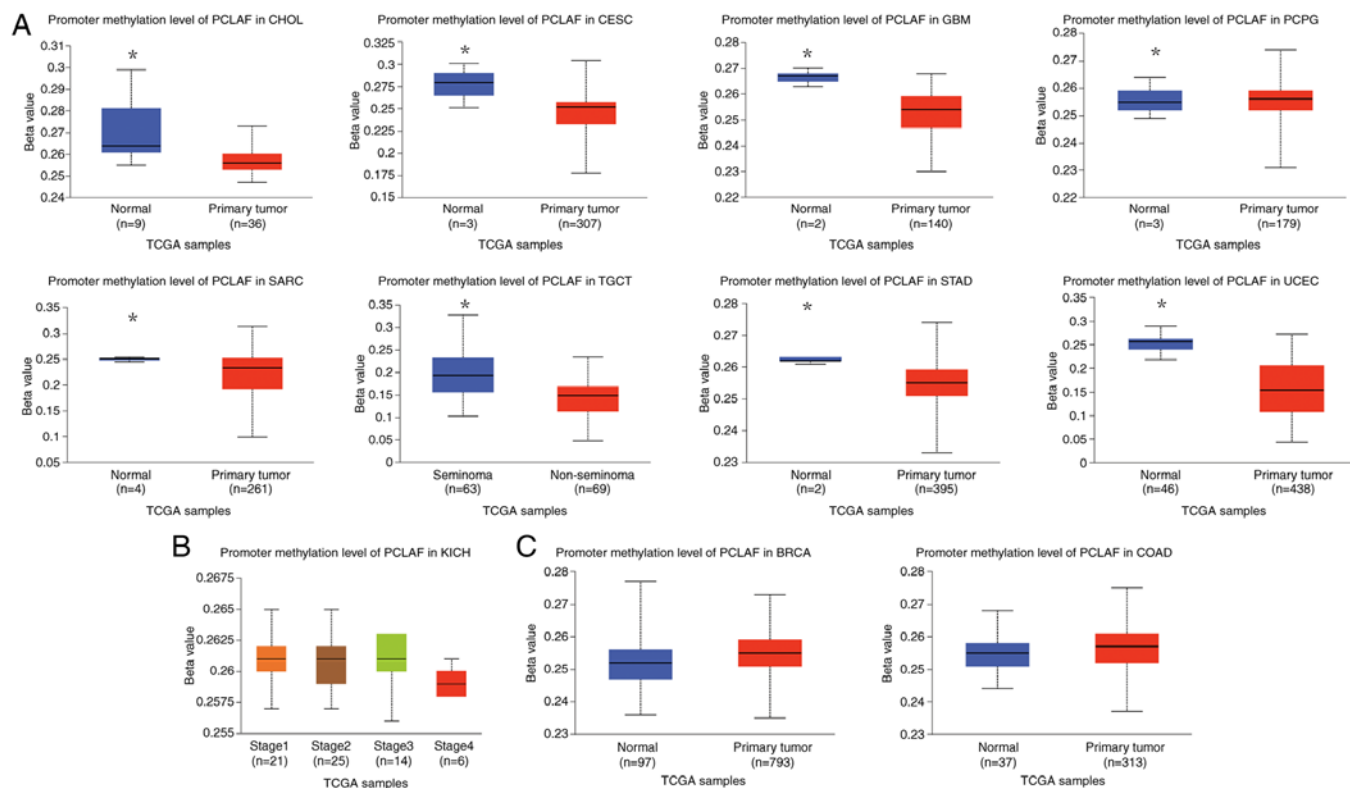 A
Promoter methylation level of PCLAF in CHOL
0.31
0.3
0.29
0.28
0.27
0.26
0.25
0.24
Beta value
*
Normal
(n=9)
Primary tumor
(n=36)
TCGA samples
Promoter methylation level of PCLAF in CESC
0.325
0.3
0.275
0.25
0.225
0.2
0.175
0.15
Beta value
*
Normal
(n=3)
Primary tumor
(n=307)
TCGA samples
Promoter methylation level of PCLAF in GBM
0.28
0.27
0.26
0.25
0.24
0.23
0.22
Beta value
*
Normal
(n=2)
Primary tumor
(n=140)
TCGA samples
Promoter methylation level of PCLAF in PCPG
0.28
0.27
0.26
0.25
0.24
0.23
0.22
Beta value
*
Normal
(n=3)
Primary tumor
(n=179)
TCGA samples
Promoter methylation level of PCLAF in SARC
0.4
0.35
0.3
0.25
0.2
0.15
0.1
0.05
Beta value
*
Normal
(n=4)
Primary tumor
(n=261)
TCGA samples
Promoter methylation level of PCLAF in TGCT
0.35
0.3
0.25
0.2
0.15
0.1
0.05
0
Beta value
*
Seminoma
(n=63)
Non-seminoma
(n=69)
TCGA samples
Promoter methylation level of PCLAF in STAD
0.28
0.27
0.26
0.25
0.24
0.23
Beta value
*
Normal
(n=2)
Primary tumor
(n=395)
TCGA samples
Promoter methylation level of PCLAF in UCEC
0.35
0.3
0.25
0.2
0.15
0.1
0.05
0
Beta value
*
Normal
(n=46)
Primary tumor
(n=438)
TCGA samples
B
Promoter methylation level of PCLAF in KICH
0.2675
0.265
0.2625
0.26
0.2575
0.255
Beta value
Stage1
(n=21)
Stage2
(n=25)
Stage3
(n=14)
Stage4
(n=6)
TCGA samples
C
Promoter methylation level of PCLAF in BRCA
0.28
0.27
0.26
0.25
0.24
0.23
Beta value
Normal
(n=97)
Primary tumor
(n=793)
TCGA samples
Promoter methylation level of PCLAF in COAD
0.28
0.27
0.26
0.25
0.24
0.23
Beta value
Normal
(n=37)
Primary tumor
(n=313)
TCGA samples